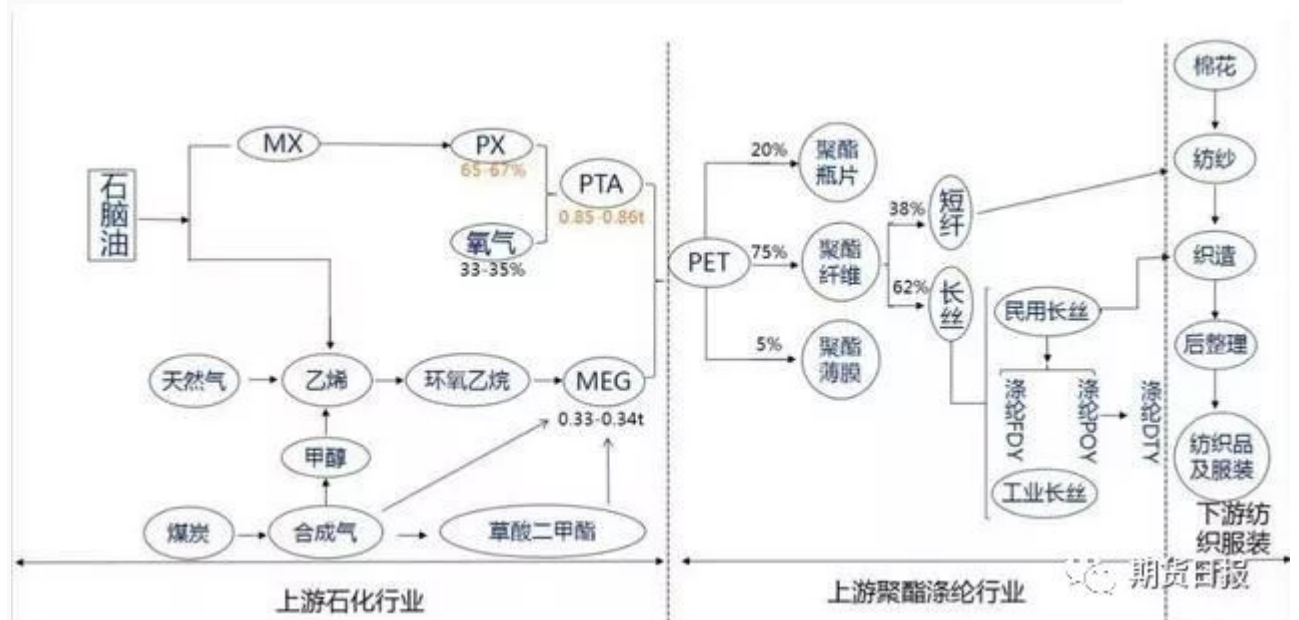 石脑油
MX
PX
65-67%
氧气
33-35%
PTA
0.85-0.86t
天然气
乙烯
环氧乙烷
MEG
0.33-0.34t
甲醇
煤炭
合成气
草酸二甲酯
上游石化行业
PET
20%
聚酯
瓶片
75%
聚酯
纤维
5%
聚酯
薄膜
38%
短纤
62%
长丝
民用长丝
涤纶FDY
涤纶POY
涤纶DTY
工业长丝
上游聚酯涤纶行业
棉花
纺纱
织造
后整理
纺织品
及服装
下游纺
织服装
期货日报